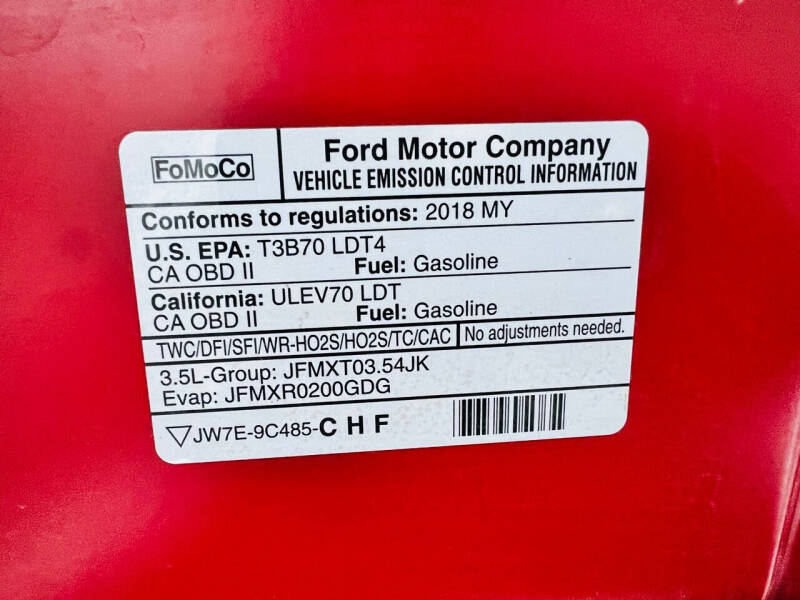 FoMoCo
Ford Motor Company
VEHICLE EMISSION CONTROL INFORMATION
Conforms to regulations: 2018 MY
U.S. EPA: T3B70 LDT4
CA OBD II Fuel: Gasoline
California: ULEV70 LDT
CA OBD II Fuel: Gasoline
TWC/DFI/SFI/WR-HO2S/HO2S/TC/CAC No adjustments needed.
3.5L-Group: JFMXT03.54JK
Evap: JFMXR0200GDG
JW7E-9C485-CHF